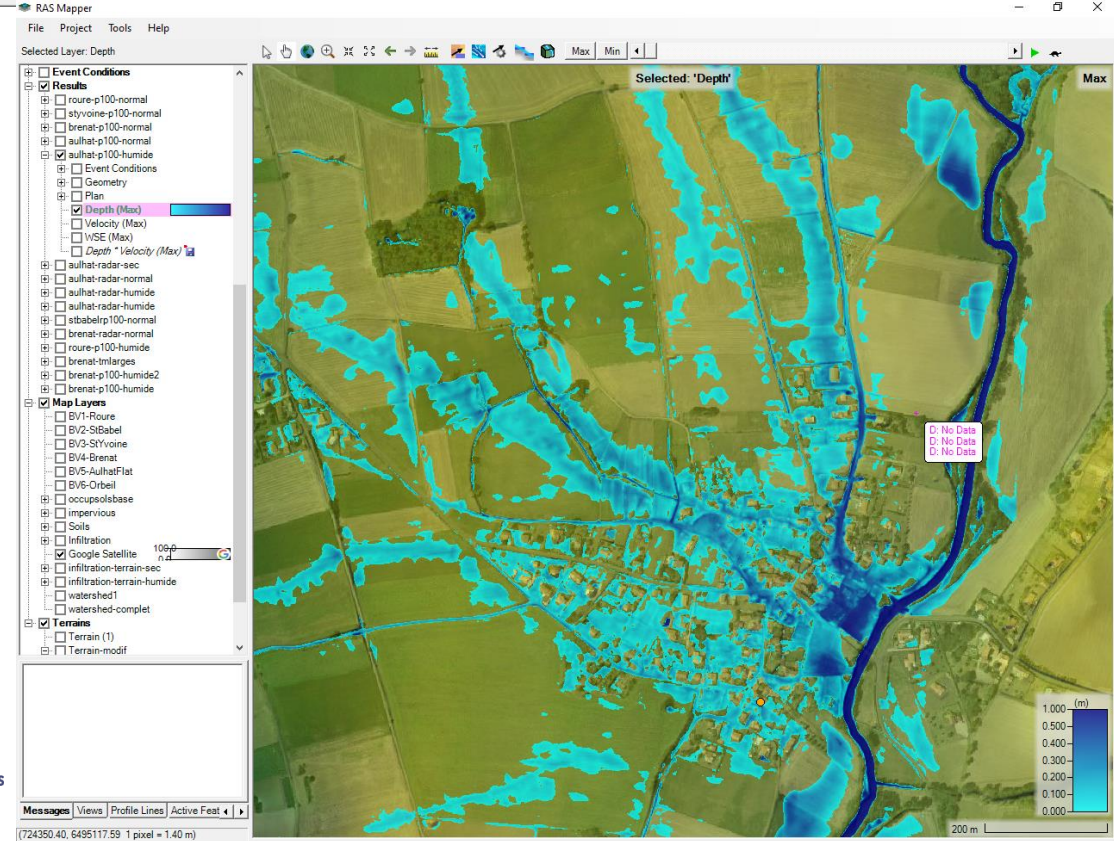 RAS Mapper
File Project Tools Help
Selected Layer: Depth
Max Min
Event Conditions
Results
roure-p100-normal
styvoine-p100-normal
brenat-p100-normal
aulhat-p100-normal
aulhat-p100-humide
Event Conditions
Geometry
Plan
Depth (Max)
Velocity (Max)
WSE (Max)
Depth * Velocity (Max)
aulhat-radar-sec
aulhat-radar-normal
aulhat-radar-humide
aulhat-radar-humide
stbabelrp100-normal
brenat-radar-normal
roure-p100-humide
brenat-tmlarges
brenat-p100-humide2
brenat-p100-humide
Map Layers
BV1-Roure
BV2-StBabel
BV3-StYvoine
BV4-Brenat
BV5-AulhatFlat
BV6-Orbeil
occupsolsbase
impervious
Soils
Infiltration
Google Satellite 100.0
G
infiltration-terrain-sec
infiltration-terrain-humide
watershed1
watershed-complet
Terrains
Terrain (1)
Terrain-modif
s
Messages Views Profile Lines Active Feat
(724350.40, 6495117.59 1 pixel = 1.40 m)
Selected: 'Depth'
Max
D: No Data
D: No Data
D: No Data
(m)
1.000
0.500
0.400
0.300
0.200
0.100
0.000
200 m